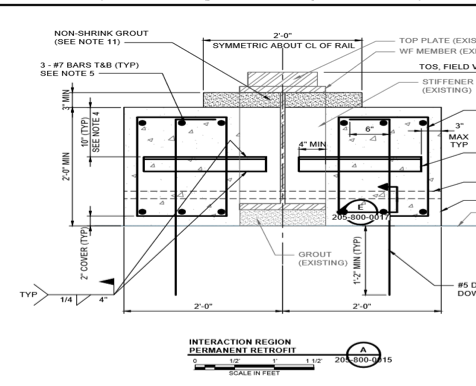 NON-SHRINK GROUT
(SEE NOTE 11)
2'-0"
SYMMETRIC ABOUT CL OF RAIL
TOP PLATE (EXIS
WF MEMBER (EXI
3 - #7 BARS T&B (TYP)
SEE NOTE 5
TOS, FIELD V
STIFFENER
(EXISTING)
3" MIN
10" (TYP)
SEE NOTE 4
2'-0" MIN
6"
4" MIN
3"
MAX
TYP
E
205-800-0017
2" COVER (TYP)
GROUT
(EXISTING)
1'-2" MIN (TYP)
TYP
1/4
4"
#5 D
DOW
2'-0"
2'-0"
INTERACTION REGION
PERMANENT RETROFIT
A
205-800-0015
0 1/2' 1' 1 1/2'
SCALE IN FEET